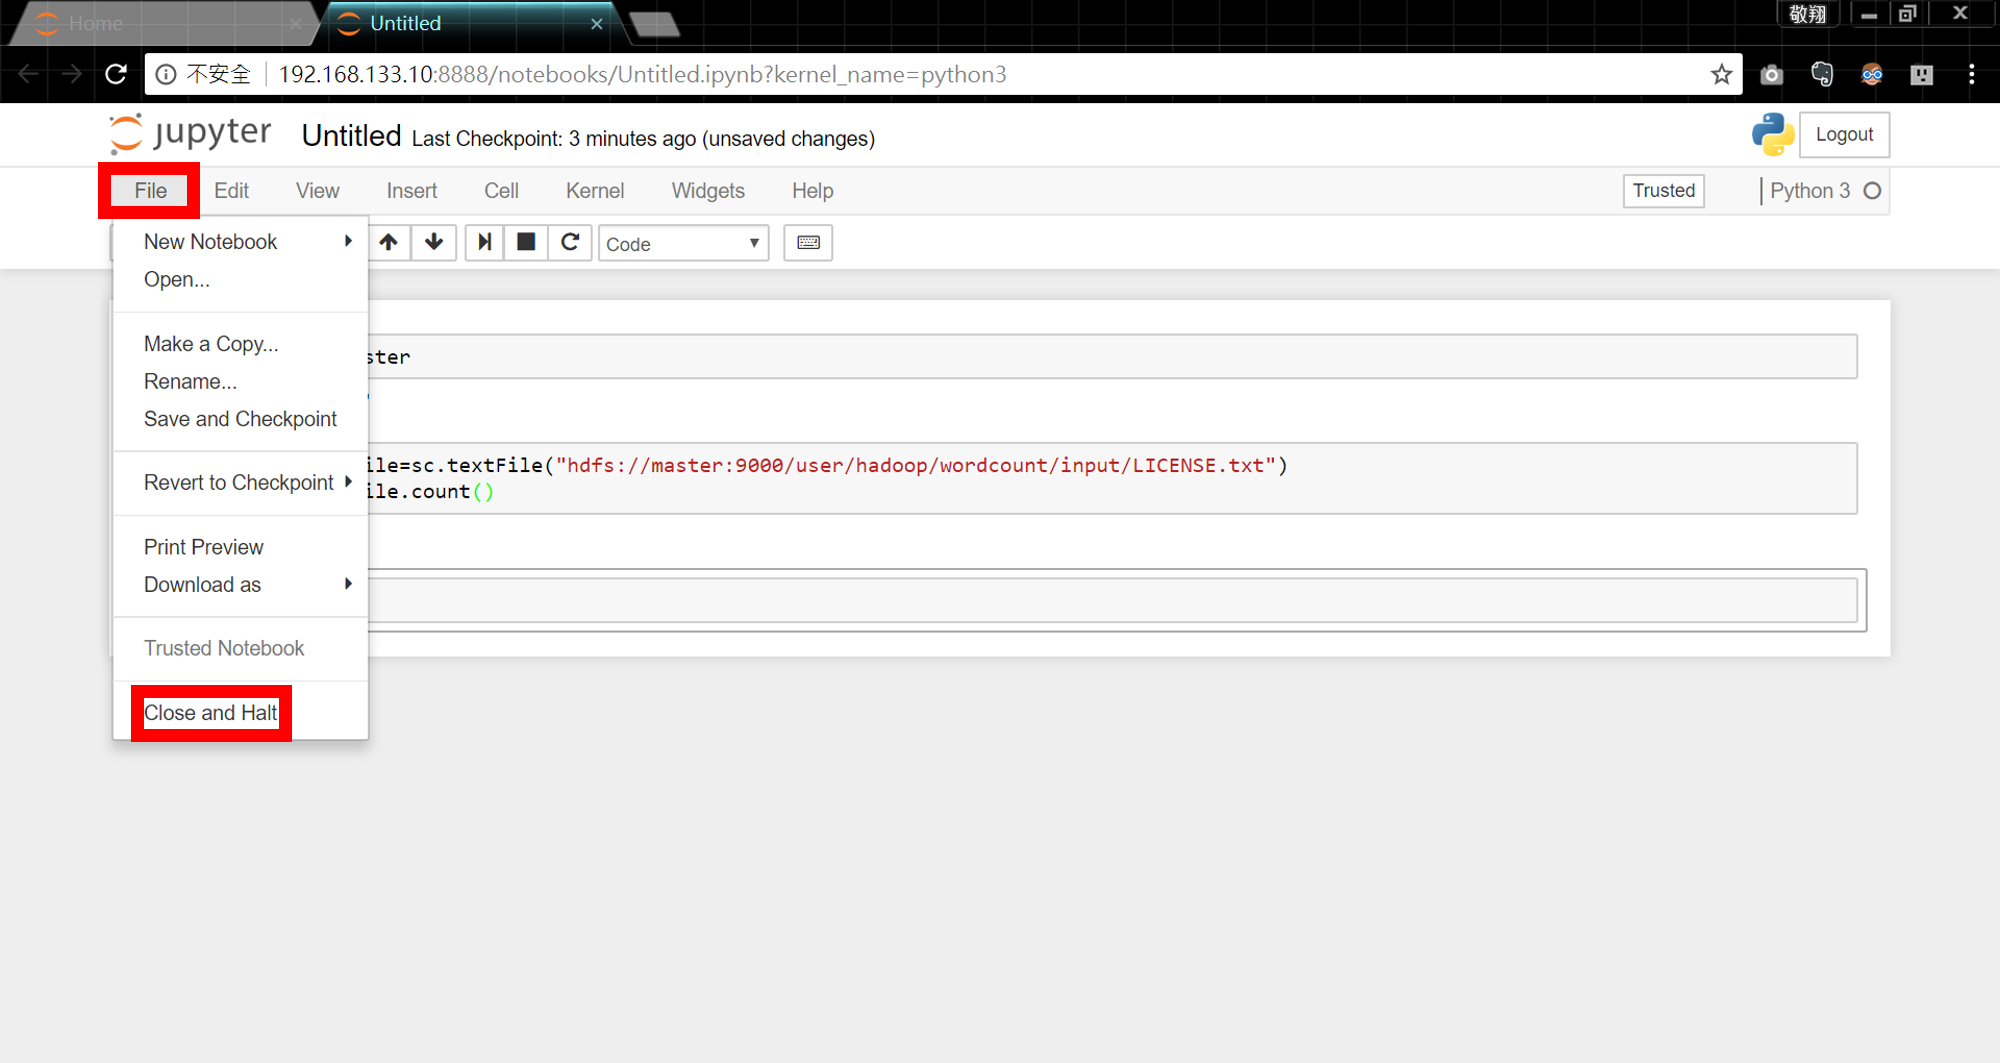 Home
Untitled
敬翔
不安全
192.168.133.10:8888/notebooks/Untitled.ipynb?kernel_name=python3
jupyter
Untitled Last Checkpoint: 3 minutes ago (unsaved changes)
Logout
File Edit View Insert Cell Kernel Widgets Help
Trusted
Python 3
New Notebook
Open...
Code
Make a Copy...
Rename...
Save and Checkpoint
Revert to Checkpoint
Print Preview
Download as
Trusted Notebook
Close and Halt
ster
ile=sc.textFile("hdfs://master:9000/user/hadoop/wordcount/input/LICENSE.txt")
ile.count()